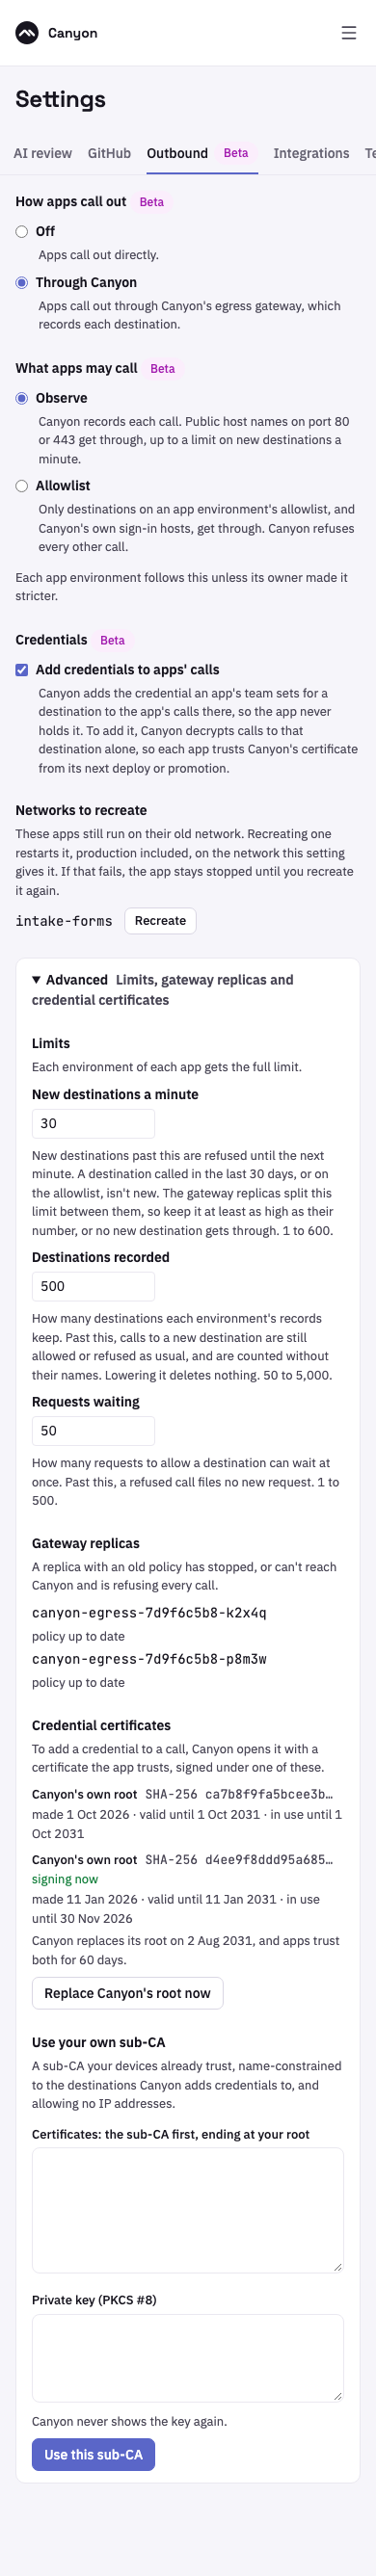 Canyon
Settings
AI review GitHub Outbound Beta Integrations Te
How apps call out Beta
Off
Apps call out directly.
Through Canyon
Apps call out through Canyon's egress gateway, which
records each destination.
What apps may call Beta
Observe
Canyon records each call. Public host names on port 80
or 443 get through, up to a limit on new destinations a
minute.
Allowlist
Only destinations on an app environment's allowlist, and
Canyon's own sign-in hosts, get through. Canyon refuses
every other call.
Each app environment follows this unless its owner made it
stricter.
Credentials Beta
Add credentials to apps' calls
Canyon adds the credential an app's team sets for a
destination to the app's calls there, so the app never
holds it. To add it, Canyon decrypts calls to that
destination alone, so each app trusts Canyon's certificate
from its next deploy or promotion.
Networks to recreate
These apps still run on their old network. Recreating one
restarts it, production included, on the network this setting
gives it. If that fails, the app stays stopped until you recreate
it again.
intake-forms Recreate
Advanced Limits, gateway replicas and
credential certificates
Limits
Each environment of each app gets the full limit.
New destinations a minute
30
New destinations past this are refused until the next
minute. A destination called in the last 30 days, or on
the allowlist, isn't new. The gateway replicas split this
limit between them, so keep it at least as high as their
number, or no new destination gets through. 1 to 600.
Destinations recorded
500
How many destinations each environment's records
keep. Past this, calls to a new destination are still
allowed or refused as usual, and are counted without
their names. Lowering it deletes nothing. 50 to 5,000.
Requests waiting
50
How many requests to allow a destination can wait at
once. Past this, a refused call files no new request. 1 to
500.
Gateway replicas
A replica with an old policy has stopped, or can't reach
Canyon and is refusing every call.
canyon-egress-7d9f6c5b8-k2x4q
policy up to date
canyon-egress-7d9f6c5b8-p8m3w
policy up to date
Credential certificates
To add a credential to a call, Canyon opens it with a
certificate the app trusts, signed under one of these.
Canyon's own root SHA-256 ca7b8f9fa5bcee3b…
made 1 Oct 2026 · valid until 1 Oct 2031 · in use until 1
Oct 2031
Canyon's own root SHA-256 d4ee9f8ddd95a685…
signing now
made 11 Jan 2026 · valid until 11 Jan 2031 · in use
until 30 Nov 2026
Canyon replaces its root on 2 Aug 2031, and apps trust
both for 60 days.
Replace Canyon's root now
Use your own sub-CA
A sub-CA your devices already trust, name-constrained
to the destinations Canyon adds credentials to, and
allowing no IP addresses.
Certificates: the sub-CA first, ending at your root
Private key (PKCS #8)
Canyon never shows the key again.
Use this sub-CA